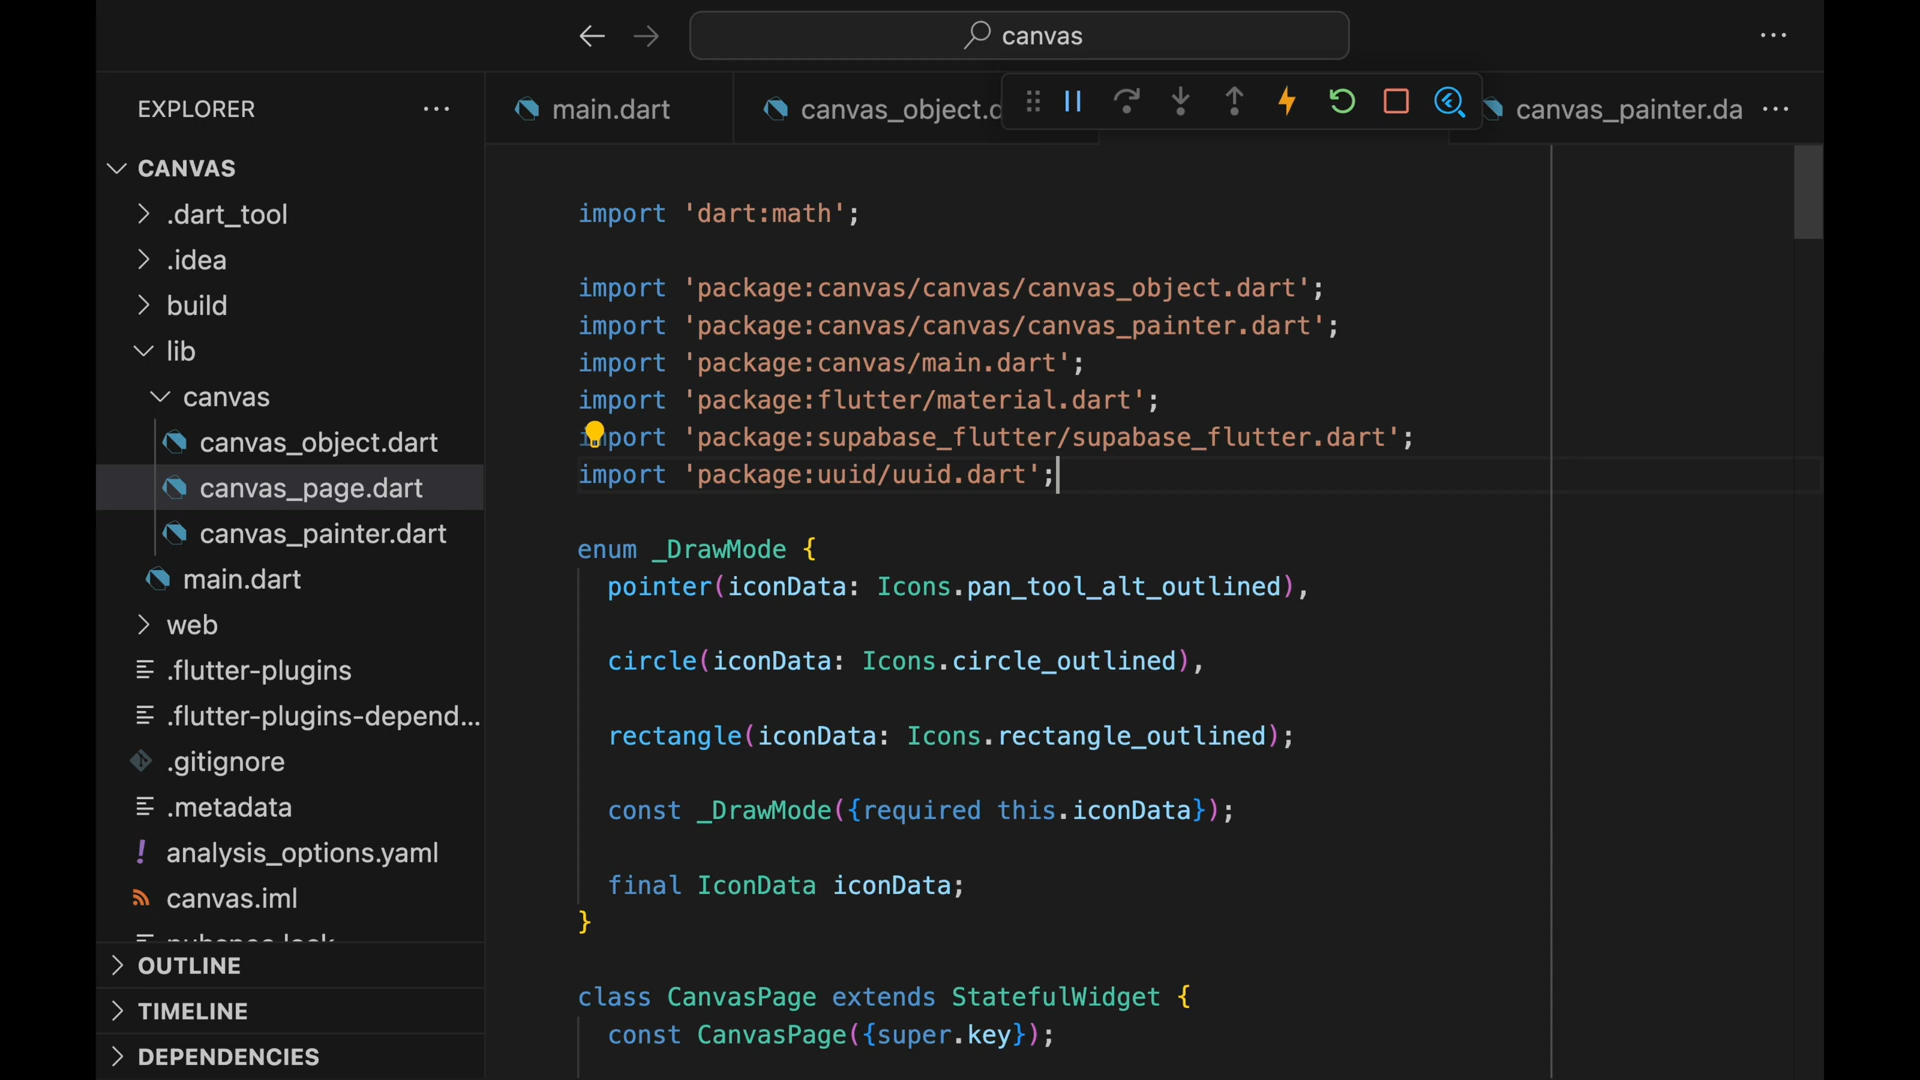 canvas
EXPLORER
main.dart
canvas_object.d
canvas_painter.da
CANVAS
.dart_tool
.idea
build
lib
canvas
canvas_object.dart
canvas_page.dart
canvas_painter.dart
main.dart
web
.flutter-plugins
.flutter-plugins-depend...
.gitignore
.metadata
analysis_options.yaml
canvas.iml
OUTLINE
TIMELINE
DEPENDENCIES
import 'dart:math';
import 'package:canvas/canvas/canvas_object.dart';
import 'package:canvas/canvas/canvas_painter.dart';
import 'package:canvas/main.dart';
import 'package:flutter/material.dart';
import 'package:supabase_flutter/supabase_flutter.dart';
import 'package:uuid/uuid.dart';
enum _DrawMode {
pointer(iconData: Icons.pan_tool_alt_outlined),
circle(iconData: Icons.circle_outlined),
rectangle(iconData: Icons.rectangle_outlined);
const _DrawMode({required this.iconData});
final IconData iconData;
}
class CanvasPage extends StatefulWidget {
const CanvasPage({super.key});